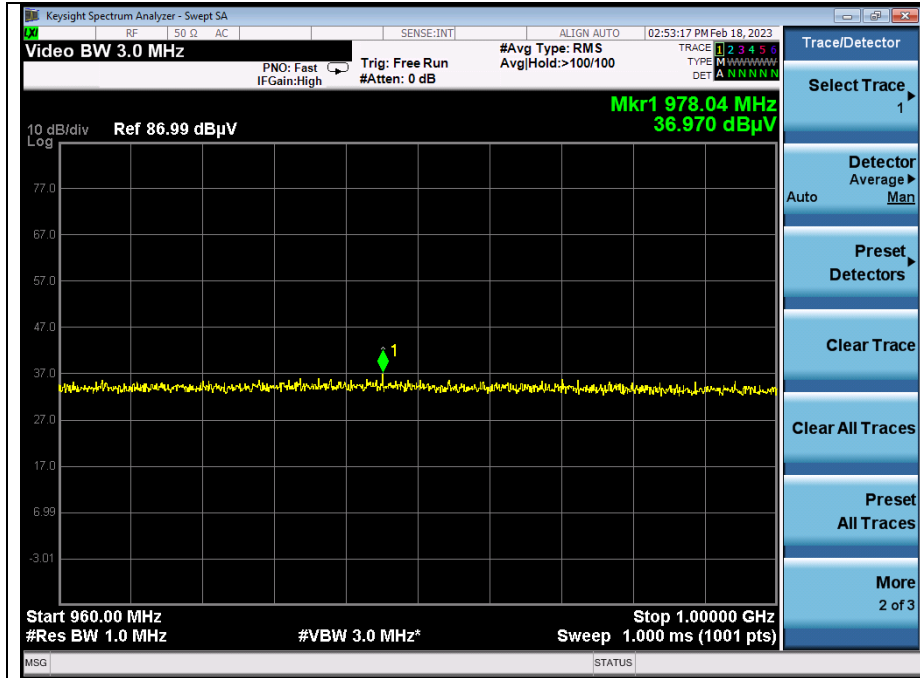 Keysight Spectrum Analyzer - Swept SA
LXI
RF
50 Ω AC
SENSE:INT
ALIGN AUTO
02:53:17 PM Feb 18, 2023
Video BW 3.0 MHz
PNO: Fast
IFGain:High
Trig: Free Run
#Atten: 0 dB
#Avg Type: RMS
Avg|Hold:>100/100
TRACE 1 2 3 4 5 6
TYPE M WWWWW
DET A N N N N N
Mkr1 978.04 MHz
36.970 dBµV
10 dB/div
Log
Ref 86.99 dBµV
77.0
67.0
57.0
47.0
37.0
27.0
17.0
6.99
-3.01
1
Start 960.00 MHz
#Res BW 1.0 MHz
#VBW 3.0 MHz*
Stop 1.00000 GHz
Sweep 1.000 ms (1001 pts)
MSG
STATUS
Trace/Detector
Select Trace
1
Detector
Average
Auto Man
Preset
Detectors
Clear Trace
Clear All Traces
Preset
All Traces
More
2 of 3